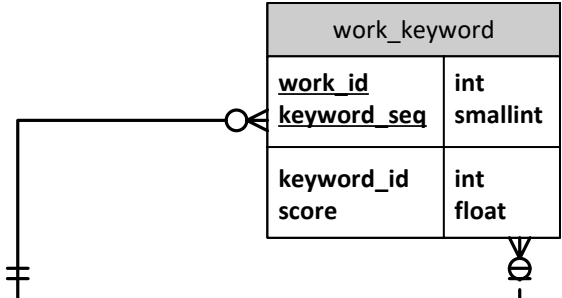 work_keyword
work_id int
keyword_seq smallint
keyword_id int
score float